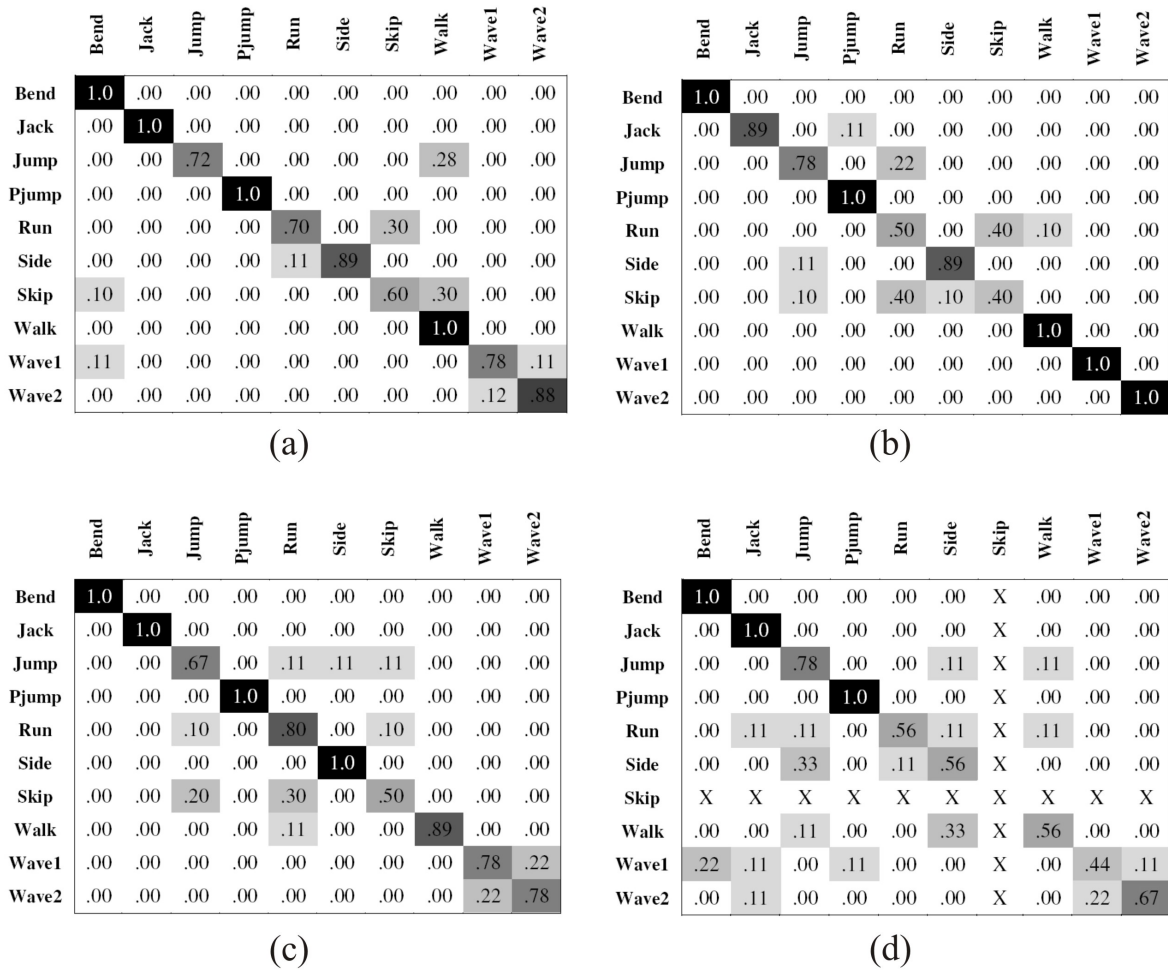 Bend Jack Jump Pjump Run Side Skip Walk Wave1 Wave2
Bend 1.0 .00 .00 .00 .00 .00 .00 .00 .00 .00
Jack .00 1.0 .00 .00 .00 .00 .00 .00 .00 .00
Jump .00 .00 .72 .00 .00 .00 .00 .28 .00 .00
Pjump .00 .00 .00 1.0 .00 .00 .00 .00 .00 .00
Run .00 .00 .00 .00 .70 .00 .30 .00 .00 .00
Side .00 .00 .00 .00 .11 .89 .00 .00 .00 .00
Skip .10 .00 .00 .00 .00 .00 .60 .30 .00 .00
Walk .00 .00 .00 .00 .00 .00 .00 1.0 .00 .00
Wave1 .11 .00 .00 .00 .00 .00 .00 .00 .78 .11
Wave2 .00 .00 .00 .00 .00 .00 .00 .00 .12 .88
(a)
Bend Jack Jump Pjump Run Side Skip Walk Wave1 Wave2
Bend 1.0 .00 .00 .00 .00 .00 .00 .00 .00 .00
Jack .00 .89 .00 .11 .00 .00 .00 .00 .00 .00
Jump .00 .00 .78 .00 .22 .00 .00 .00 .00 .00
Pjump .00 .00 .00 1.0 .00 .00 .00 .00 .00 .00
Run .00 .00 .00 .00 .50 .00 .40 .10 .00 .00
Side .00 .00 .11 .00 .00 .89 .00 .00 .00 .00
Skip .00 .00 .10 .00 .40 .10 .40 .00 .00 .00
Walk .00 .00 .00 .00 .00 .00 .00 1.0 .00 .00
Wave1 .00 .00 .00 .00 .00 .00 .00 .00 1.0 .00
Wave2 .00 .00 .00 .00 .00 .00 .00 .00 .00 1.0
(b)
Bend Jack Jump Pjump Run Side Skip Walk Wave1 Wave2
Bend 1.0 .00 .00 .00 .00 .00 .00 .00 .00 .00
Jack .00 1.0 .00 .00 .00 .00 .00 .00 .00 .00
Jump .00 .00 .67 .00 .11 .11 .11 .00 .00 .00
Pjump .00 .00 .00 1.0 .00 .00 .00 .00 .00 .00
Run .00 .00 .10 .00 .80 .00 .10 .00 .00 .00
Side .00 .00 .00 .00 .00 1.0 .00 .00 .00 .00
Skip .00 .00 .20 .00 .30 .00 .50 .00 .00 .00
Walk .00 .00 .00 .00 .11 .00 .00 .89 .00 .00
Wave1 .00 .00 .00 .00 .00 .00 .00 .00 .78 .22
Wave2 .00 .00 .00 .00 .00 .00 .00 .00 .22 .78
(c)
Bend Jack Jump Pjump Run Side Skip Walk Wave1 Wave2
Bend 1.0 .00 .00 .00 .00 .00 X .00 .00 .00
Jack .00 1.0 .00 .00 .00 .00 X .00 .00 .00
Jump .00 .00 .78 .00 .00 .11 X .11 .00 .00
Pjump .00 .00 .00 1.0 .00 .00 X .00 .00 .00
Run .00 .11 .11 .00 .56 .11 X .11 .00 .00
Side .00 .00 .33 .00 .11 .56 X .00 .00 .00
Skip X X X X X X X X X X
Walk .00 .00 .11 .00 .00 .33 X .56 .00 .00
Wave1 .22 .11 .00 .11 .00 .00 X .00 .44 .11
Wave2 .00 .11 .00 .00 .00 .00 X .00 .22 .67
(d)